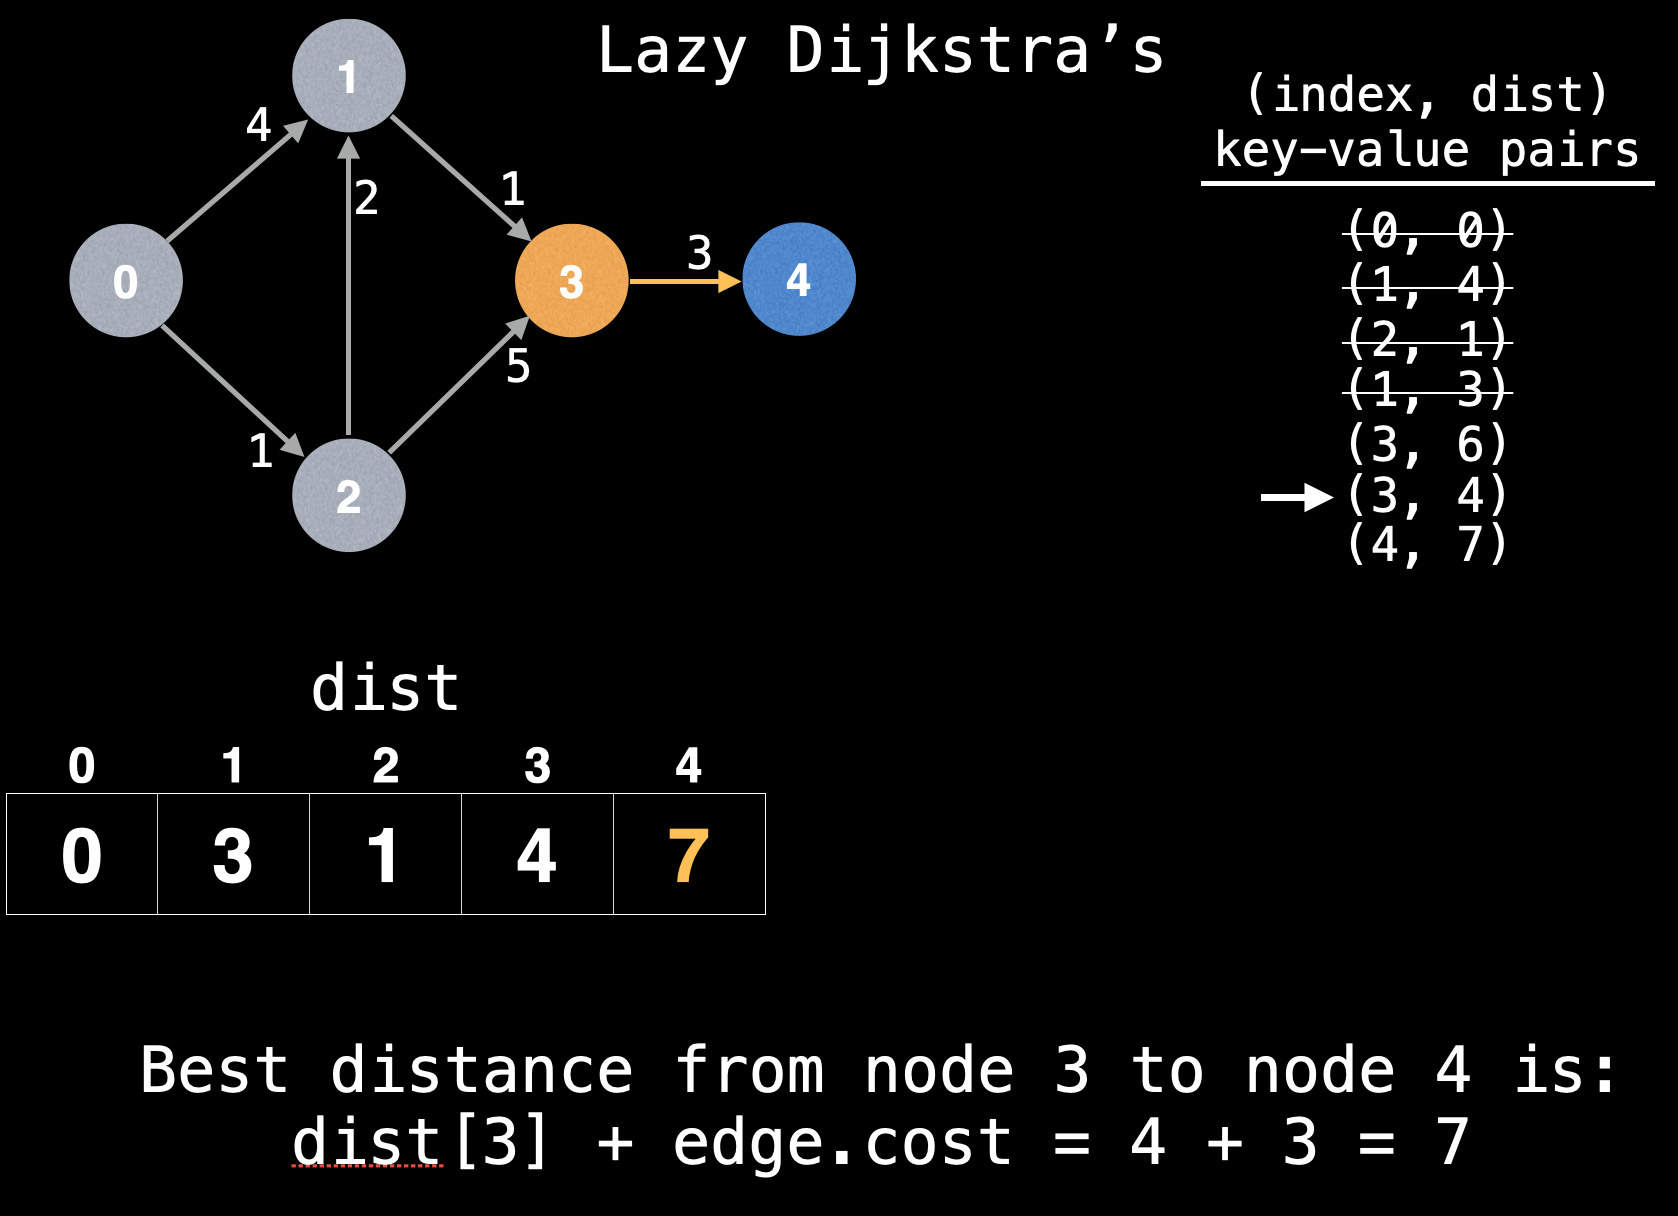 Lazy Dijkstra’s
(index, dist)
key-value pairs
(0, 0)
(1, 4)
(2, 1)
(1, 3)
(3, 6)
(3, 4)
(4, 7)
1
4
2
1
0
3
3
4
5
1
2
dist
0 1 2 3 4
0 3 1 4 7
Best distance from node 3 to node 4 is:
dist[3] + edge.cost = 4 + 3 = 7